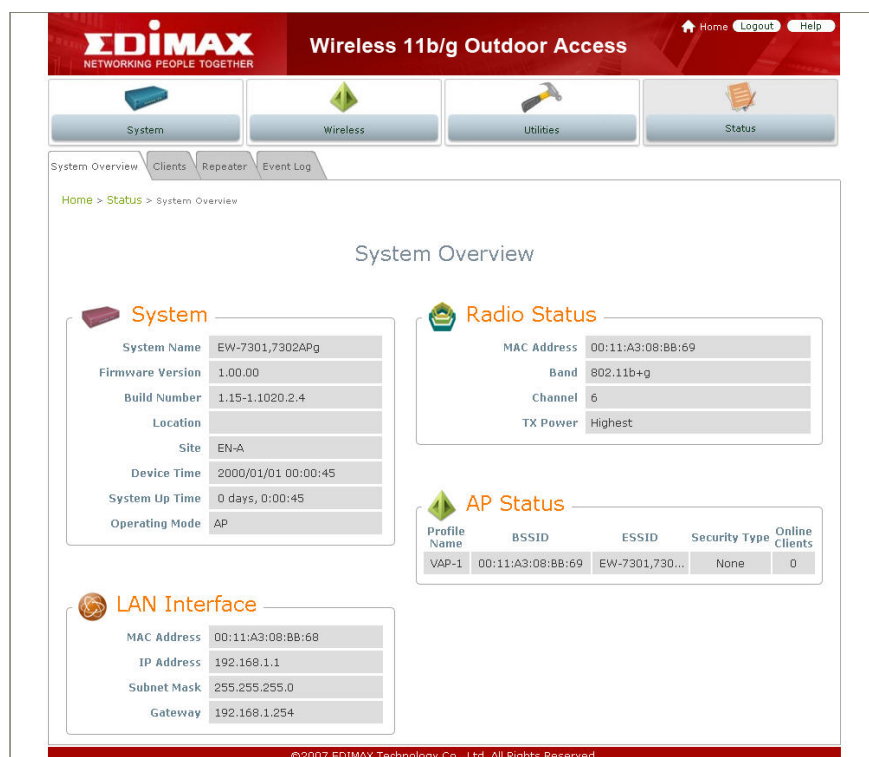 EDIMAX
NETWORKING PEOPLE TOGETHER
Wireless 11b/g Outdoor Access
Home Logout Help
System Wireless Utilities Status
System Overview Clients Repeater Event Log
Home > Status > System Overview
System Overview
System
System Name EW-7301,7302APg
Firmware Version 1.00.00
Build Number 1.15-1.1020.2.4
Location
Site EN-A
Device Time 2000/01/01 00:00:45
System Up Time 0 days, 0:00:45
Operating Mode AP
LAN Interface
MAC Address 00:11:A3:08:BB:68
IP Address 192.168.1.1
Subnet Mask 255.255.255.0
Gateway 192.168.1.254
Radio Status
MAC Address 00:11:A3:08:BB:69
Band 802.11b+g
Channel 6
TX Power Highest
AP Status
Profile Name BSSID ESSID Security Type Online Clients
VAP-1 00:11:A3:08:BB:69 EW-7301,730... None 0
©2007 EDIMAX Technology Co., Ltd. All Rights Reserved